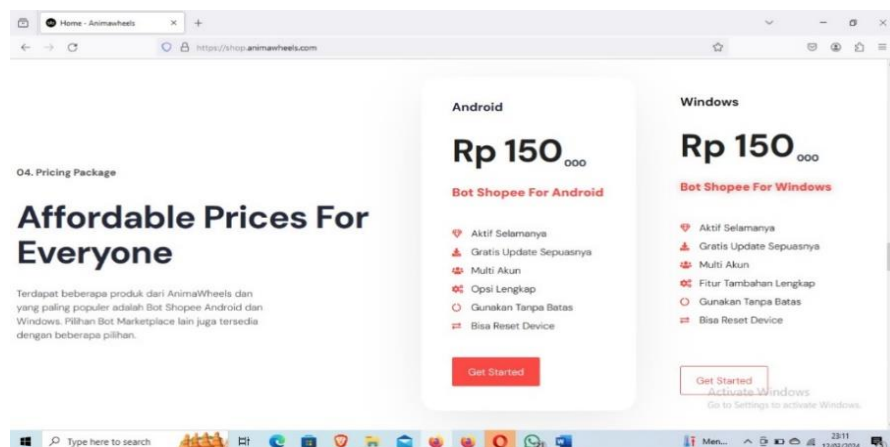 Home - Animawheels
https://shop.animawheels.com
04. Pricing Package
Affordable Prices For
Everyone
Terdapat beberapa produk dari AnimaWheels dan
yang paling populer adalah Bot Shopee Android dan
Windows. Pilihan Bot Marketplace lain juga tersedia
dengan beberapa pilihan.
Android
Rp 150 000
Bot Shopee For Android
Aktif Selamanya
Gratis Update Sepuasnya
Multi Akun
Opsi Lengkap
Gunakan Tanpa Batas
Bisa Reset Device
Get Started
Windows
Rp 150 000
Bot Shopee For Windows
Aktif Selamanya
Gratis Update Sepuasnya
Multi Akun
Fitur Tambahan Lengkap
Gunakan Tanpa Batas
Bisa Reset Device
Get Started
Activate Windows
Go to Settings to activate Windows.
Type here to search
Men...
23:11